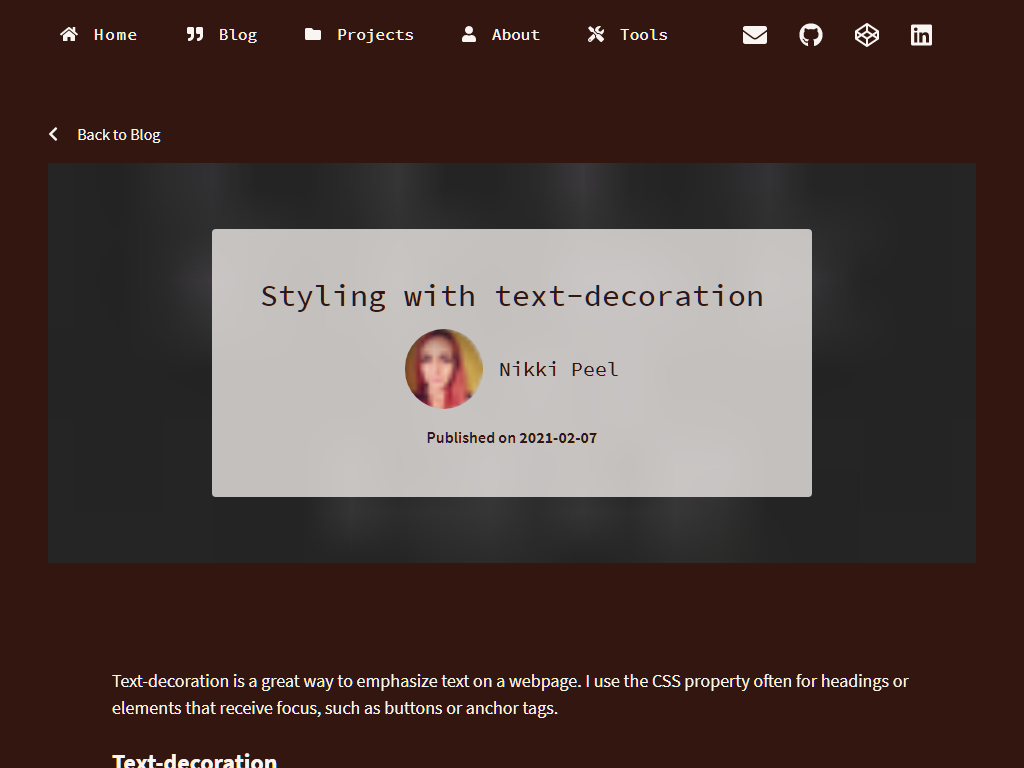 Home Blog Projects About Tools
Back to Blog
Styling with text-decoration
Nikki Peel
Published on 2021-02-07
Text-decoration is a great way to emphasize text on a webpage. I use the CSS property often for headings or
elements that receive focus, such as buttons or anchor tags.
Text-decoration